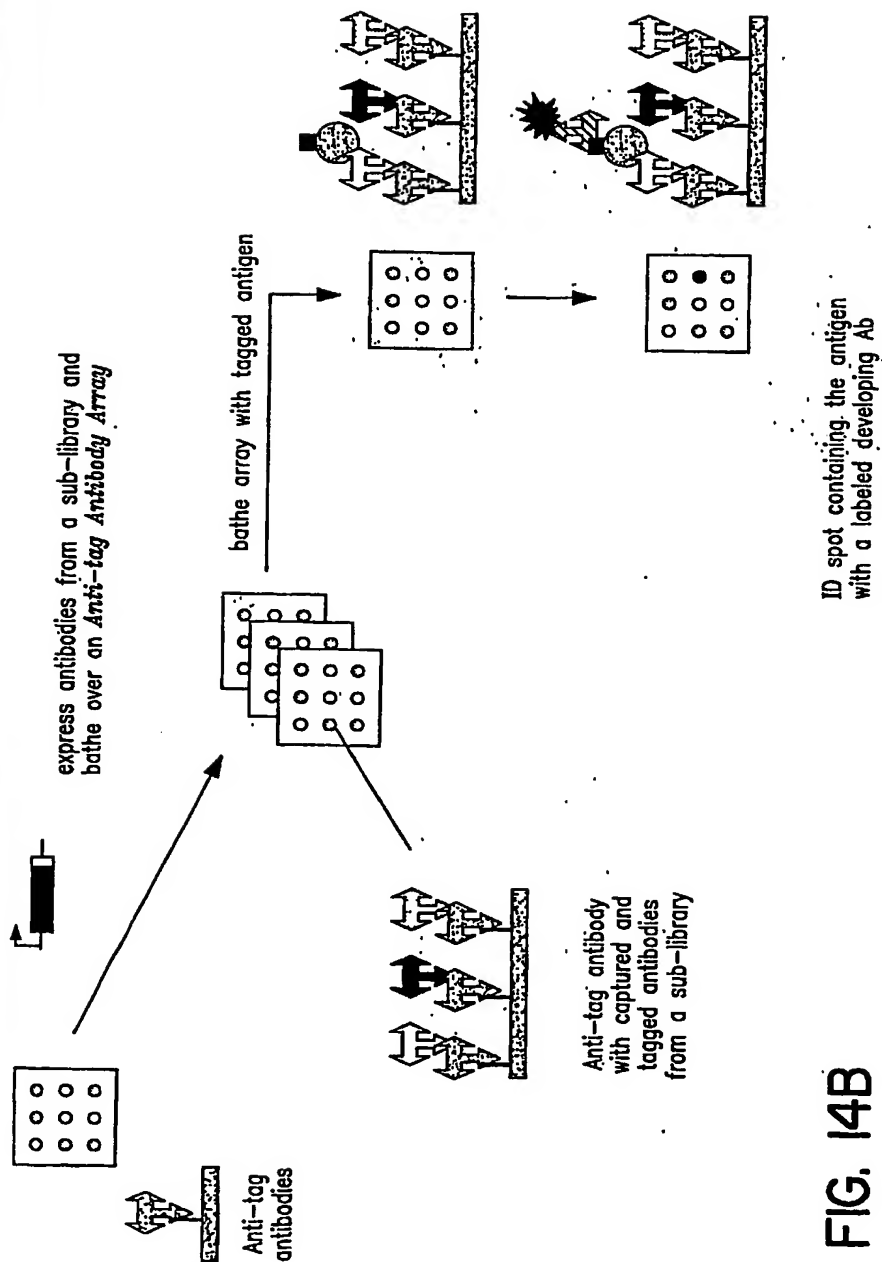 express antibodies from a sub-library and
bathe over an Anti-tag Antibody Array
Anti-tag
antibodies
bathe array with tagged antigen
Anti-tag antibody
with captured and
tagged antibodies
from a sub-library
ID spot containing the antigen
with a labeled developing Ab
FIG. 14B